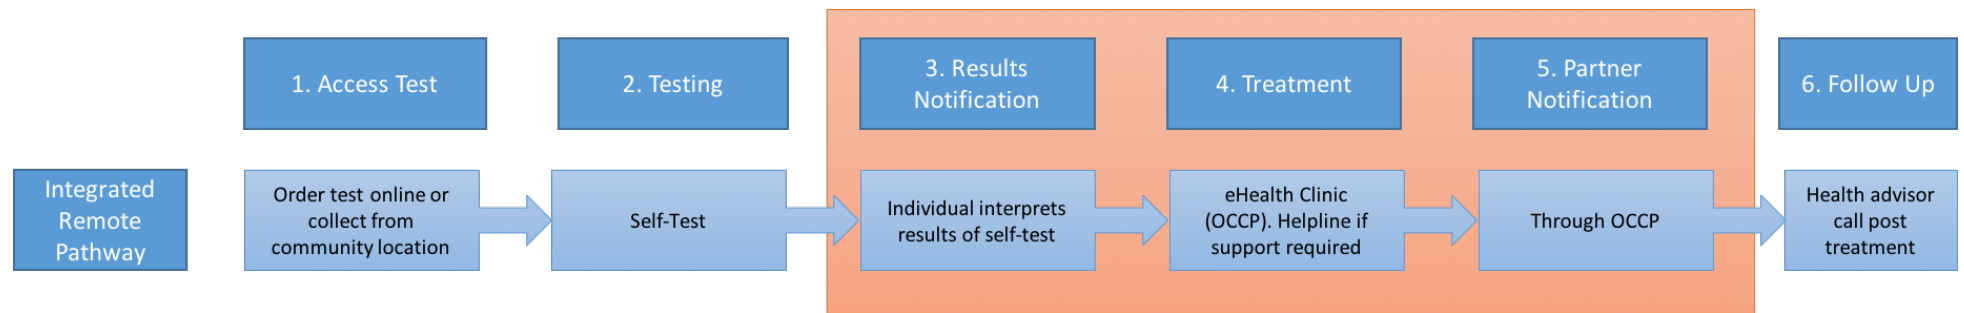 1. Access Test
2. Testing
3. Results
Notification
4. Treatment
5. Partner
Notification
6. Follow Up
Integrated
Remote
Pathway
Order test online or
collect from
community location
Self-Test
Individual interprets
results of self-test
eHealth Clinic
(OCCP). Helpline if
support required
Through OCCP
Health advisor
call post
treatment